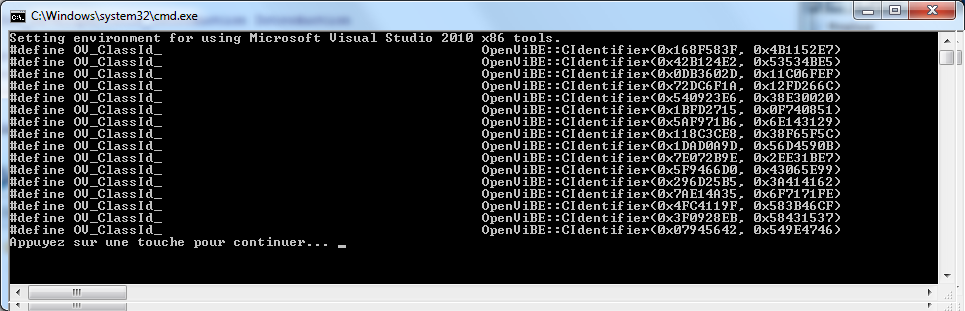 C:\Windows\system32\cmd.exe
Setting environment for using Microsoft Visual Studio 2010 x86 tools.
#define OV_ClassId_ OpenViBE::CIdentifier(0x168F583F, 0x4B1152E7)
#define OV_ClassId_ OpenViBE::CIdentifier(0x42B124E2, 0x53534BE5)
#define OV_ClassId_ OpenViBE::CIdentifier(0x0DB3602D, 0x11C06FEF)
#define OV_ClassId_ OpenViBE::CIdentifier(0x72DC6F1A, 0x12FD266C)
#define OV_ClassId_ OpenViBE::CIdentifier(0x540923E6, 0x38E30020)
#define OV_ClassId_ OpenViBE::CIdentifier(0x1BFD2715, 0x0F740851)
#define OV_ClassId_ OpenViBE::CIdentifier(0x5AF971B6, 0x6E143129)
#define OV_ClassId_ OpenViBE::CIdentifier(0x118C3CE8, 0x38F65F5C)
#define OV_ClassId_ OpenViBE::CIdentifier(0x1DAD0A9D, 0x56D4590B)
#define OV_ClassId_ OpenViBE::CIdentifier(0x7E072B9E, 0x2EE31BE7)
#define OV_ClassId_ OpenViBE::CIdentifier(0x5F9466D0, 0x43065E99)
#define OV_ClassId_ OpenViBE::CIdentifier(0x296D25B5, 0x3A414162)
#define OV_ClassId_ OpenViBE::CIdentifier(0x7AE14A35, 0x6F7171FE)
#define OV_ClassId_ OpenViBE::CIdentifier(0x4FC4119F, 0x583B46CF)
#define OV_ClassId_ OpenViBE::CIdentifier(0x3F0928EB, 0x58431537)
#define OV_ClassId_ OpenViBE::CIdentifier(0x07945642, 0x549E4746)
Appuyez sur une touche pour continuer... _